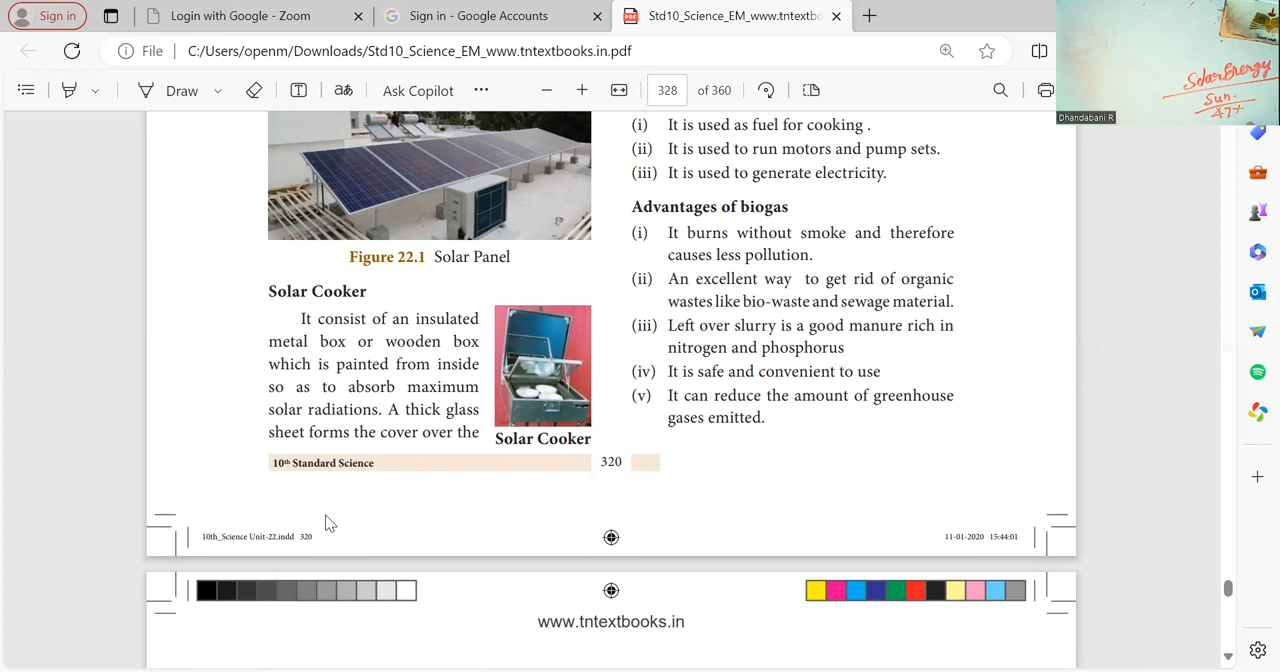 Sign in
Login with Google - Zoom
Sign in - Google Accounts
Std10_Science_EM_www.tntextbooks
File
C:/Users/openm/Downloads/Std10_Science_EM_www.tntextbooks.in.pdf
Draw
Ask Copilot
328 of 360
Solar Energy
Sun.
Dhandabani R
Figure 22.1 Solar Panel
Solar Cooker
It consist of an insulated
metal box or wooden box
which is painted from inside
so as to absorb maximum
solar radiations. A thick glass
sheet forms the cover over the
Solar Cooker
(i) It is used as fuel for cooking .
(ii) It is used to run motors and pump sets.
(iii) It is used to generate electricity.
Advantages of biogas
(i) It burns without smoke and therefore
causes less pollution.
(ii) An excellent way to get rid of organic
wastes like bio-waste and sewage material.
(iii) Left over slurry is a good manure rich in
nitrogen and phosphorus
(iv) It is safe and convenient to use
(v) It can reduce the amount of greenhouse
gases emitted.
10th Standard Science
320
10th_Science Unit-22.indd 320
11-01-2020 15:44:01
www.tntextbooks.in